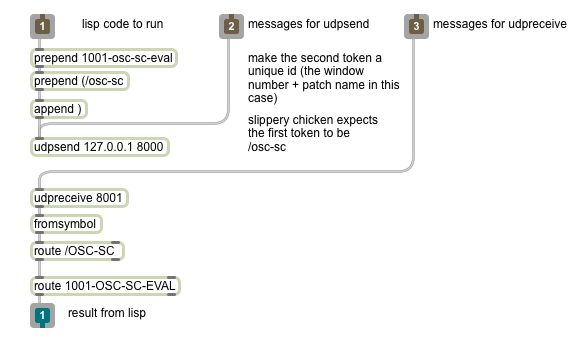 1 lisp code to run
2 messages for udpsend
3 messages for udpreceive
prepend 1001-osc-sc-eval
prepend (/osc-sc
append )
udpsend 127.0.0.1 8000
make the second token a
unique id (the window
number + patch name in this
case)
slippery chicken expects
the first token to be
/osc-sc
udpreceive 8001
fromsymbol
route /OSC-SC
route 1001-OSC-SC-EVAL
1 result from lisp